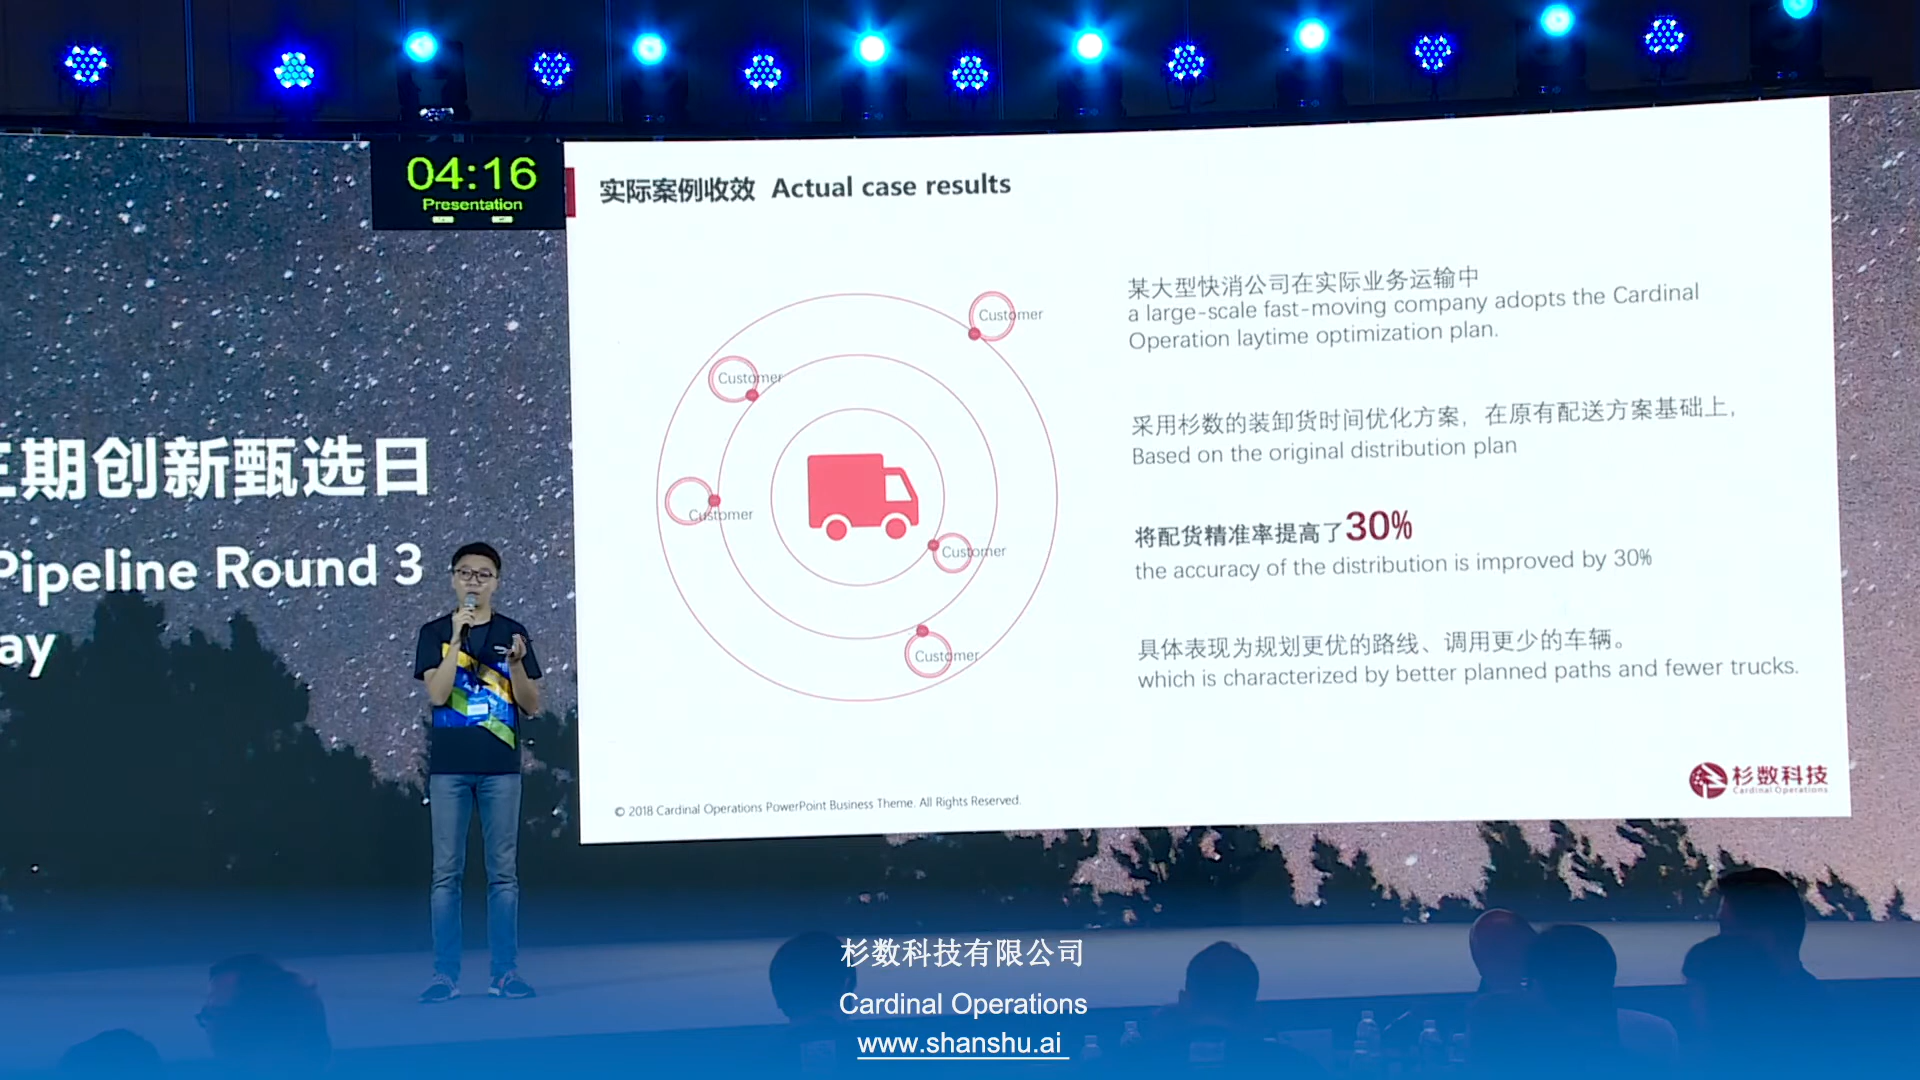 04:16
Presentation
实际案例收效 Actual case results
三期创新甄选日
Pipeline Round 3
ay
Customer
Customer
Customer
Customer
Customer
某大型快消公司在实际业务运输中
a large-scale fast-moving company adopts the Cardinal
Operation laytime optimization plan.
采用杉数的装卸货时间优化方案，在原有配送方案基础上，
Based on the original distribution plan
将配货精准率提高了30%
the accuracy of the distribution is improved by 30%
具体表现为规划更优的路线、调用更少的车辆。
which is characterized by better planned paths and fewer trucks.
杉数科技
Cardinal Operations
© 2018 Cardinal Operations PowerPoint Business Theme. All Rights Reserved.
杉数科技有限公司
Cardinal Operations
www.shanshu.ai